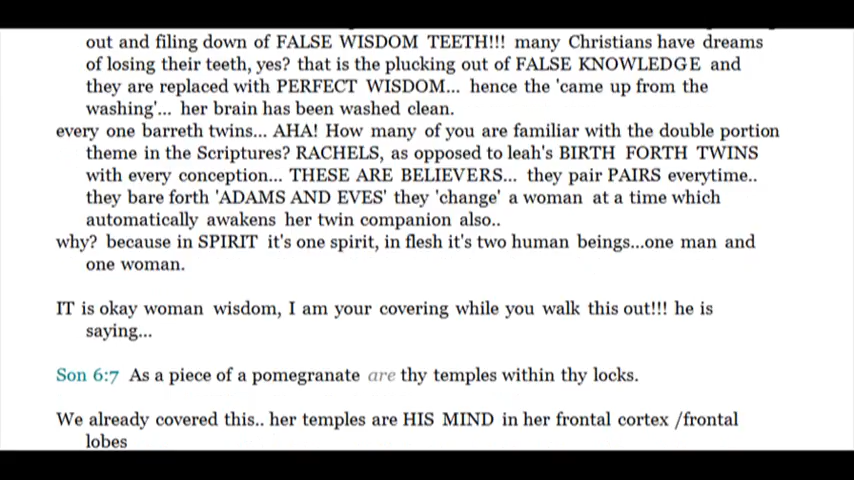 out and filing down of FALSE WISDOM TEETH!!! many Christians have dreams
of losing their teeth, yes? that is the plucking out of FALSE KNOWLEDGE and
they are replaced with PERFECT WISDOM... hence the 'came up from the
washing'... her brain has been washed clean.
every one barreth twins... AHA! How many of you are familiar with the double portion
theme in the Scriptures? RACHELS, as opposed to leah's BIRTH FORTH TWINS
with every conception... THESE ARE BELIEVERS... they pair PAIRS everytime..
they bare forth 'ADAMS AND EVES' they 'change' a woman at a time which
automatically awakens her twin companion also..
why? because in SPIRIT it's one spirit, in flesh it's two human beings...one man and
one woman.
IT is okay woman wisdom, I am your covering while you walk this out!!! he is
saying...
Son 6:7 As a piece of a pomegranate are thy temples within thy locks.
We already covered this.. her temples are HIS MIND in her frontal cortex /frontal
lobes